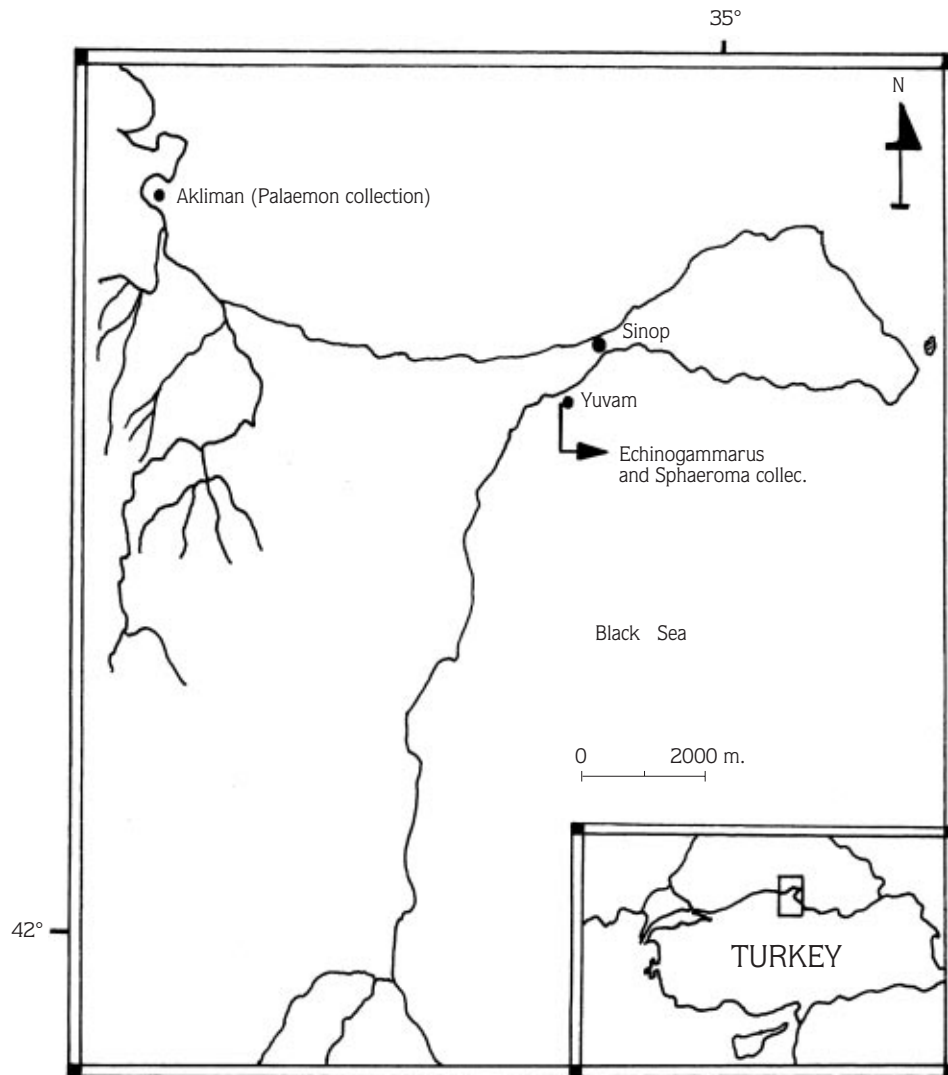 35°
N
Akliman (Palaemon collection)
Sinop
Yuvam
Echinogammarus
and Sphaeroma collec.
Black Sea
0 2000 m.
42°
TURKEY